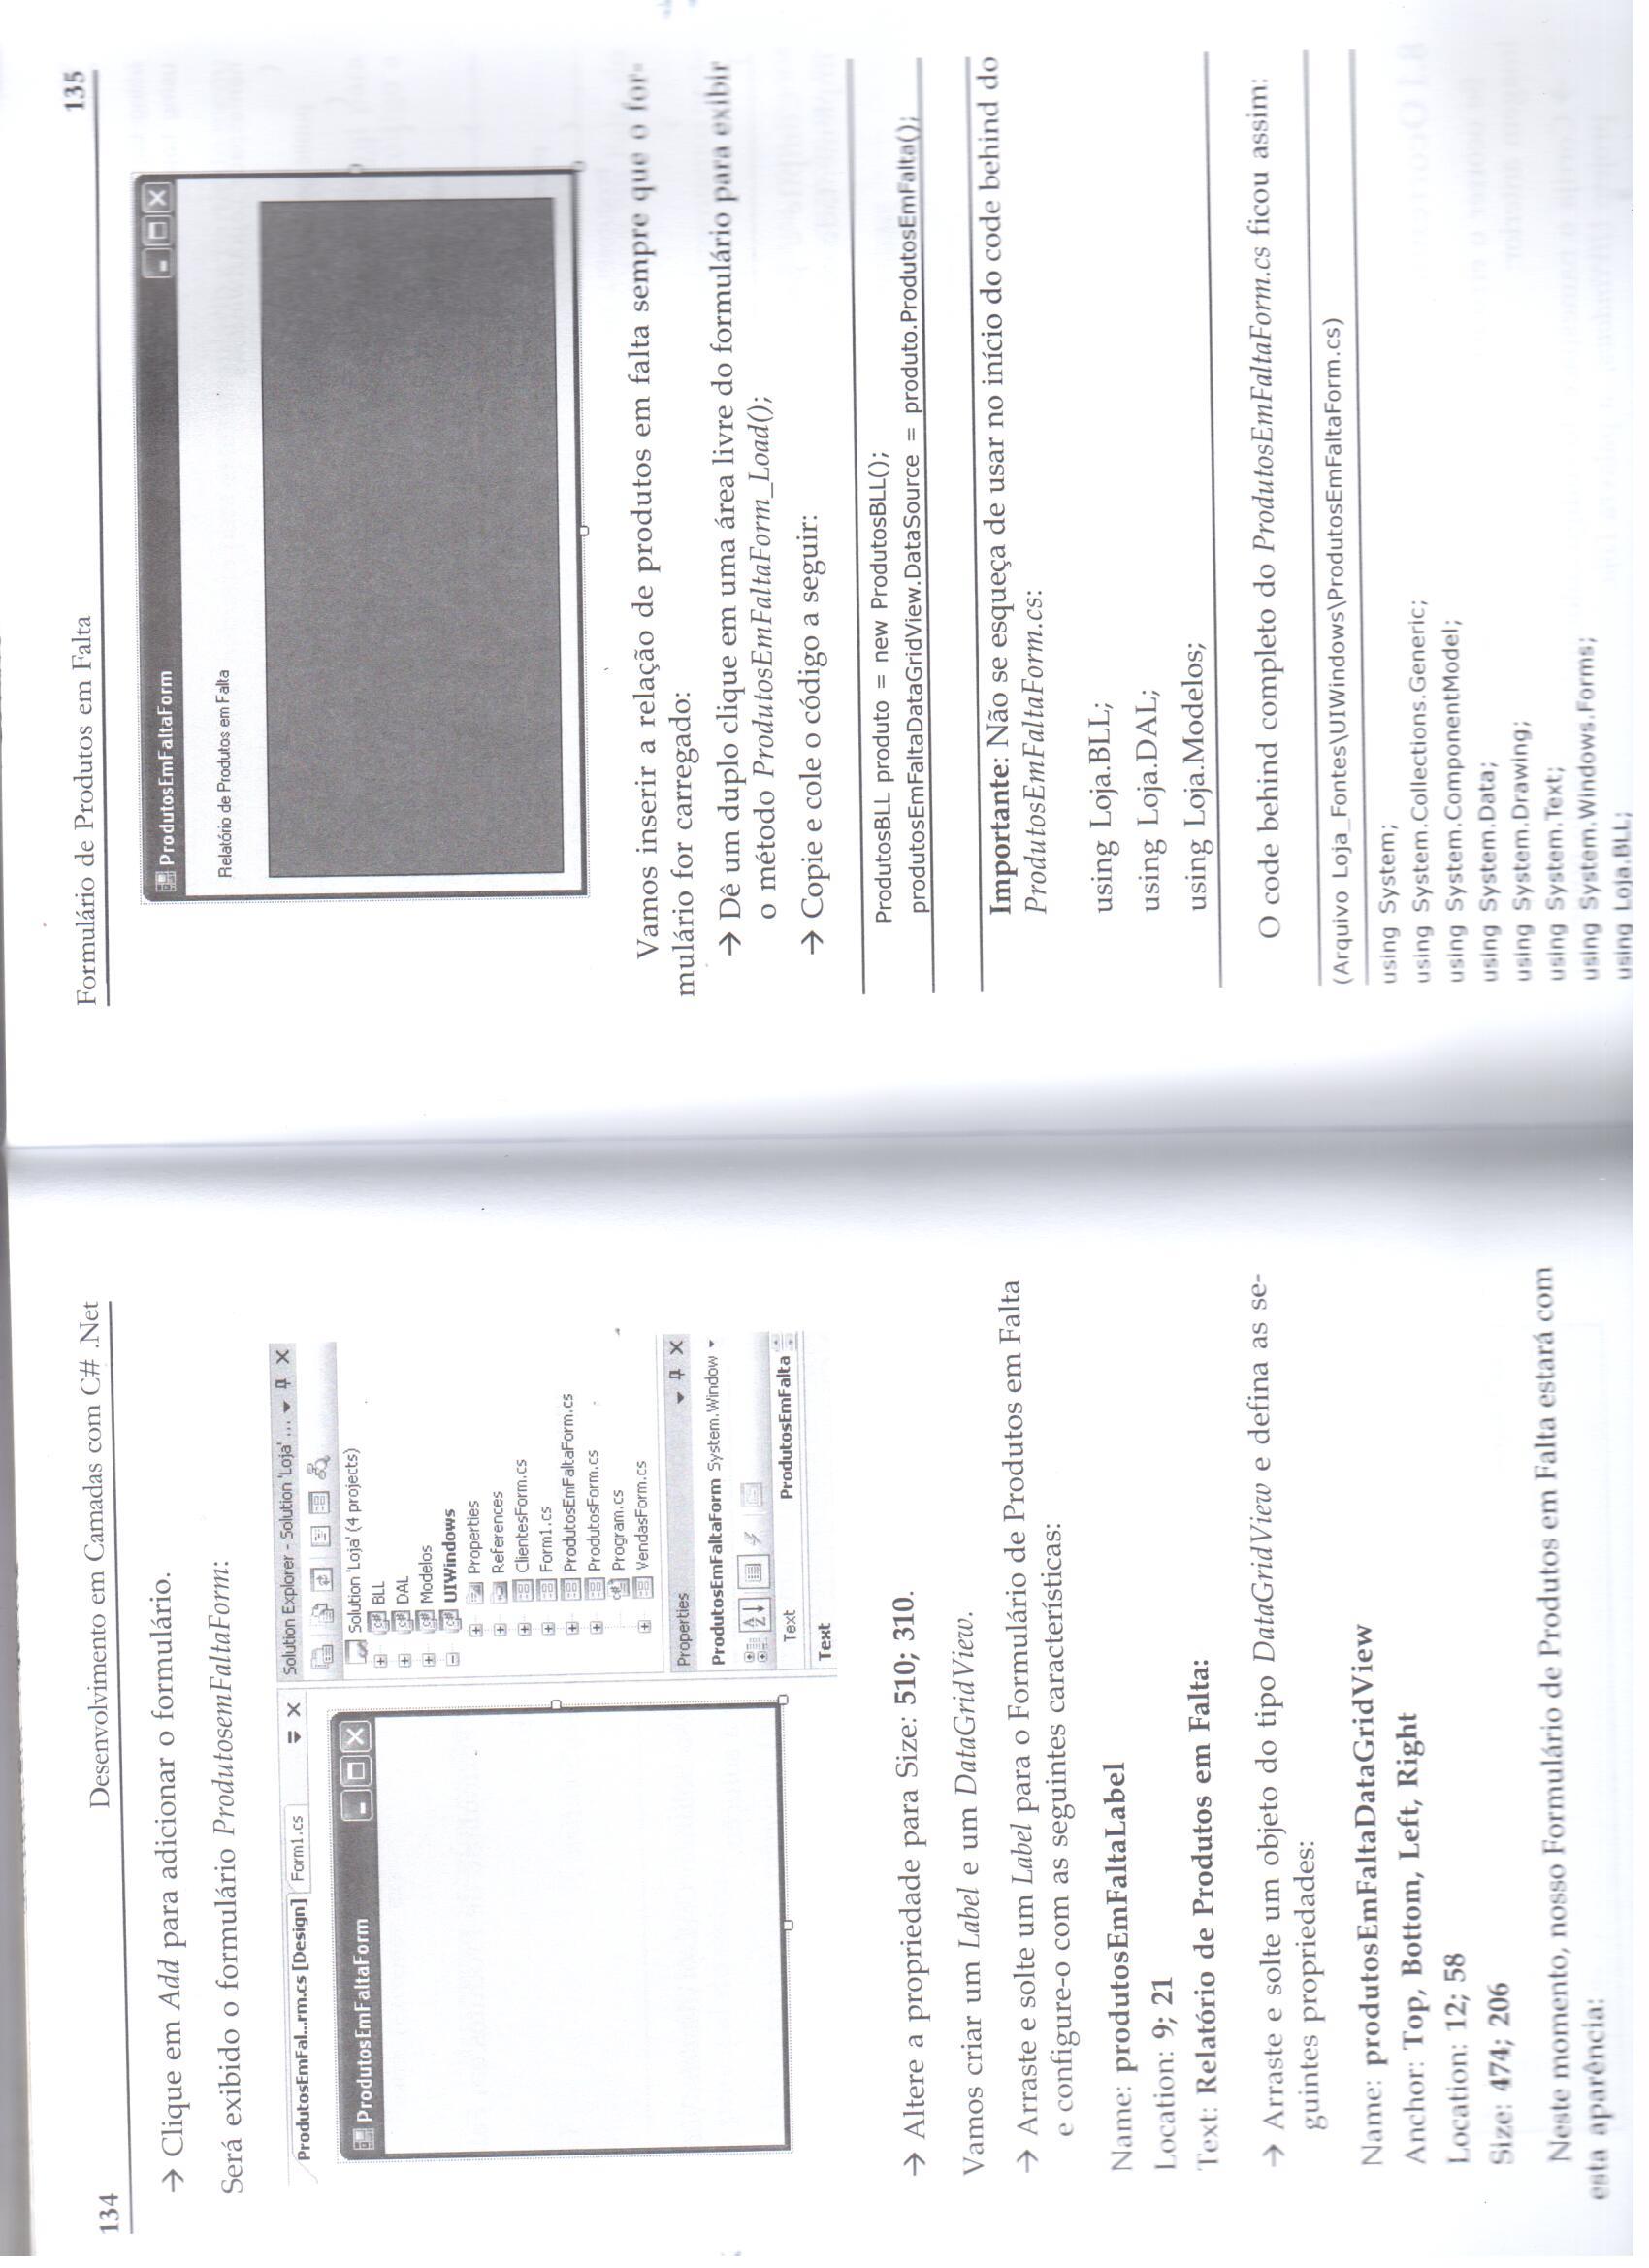 134
Desenvolvimento em Camadas com C# .Net
→ Clique em Add para adicionar o formulário.
Será exibido o formulário ProdutosemFaltaForm:
ProdutosEmFal...rm.cs [Design] Form1.cs
ProdutosEmFaltaForm
Solution Explorer - Solution 'Loja' ...
Solution 'Loja' (4 projects)
BLL
DAL
Modelos
UIWindows
Properties
References
ClientesForm.cs
Form1.cs
ProdutosEmFaltaForm.cs
ProdutosForm.cs
Program.cs
VendasForm.cs
Properties
ProdutosEmFaltaForm System.Window
Text ProdutosEmFalta
Text
→ Altere a propriedade para Size: 510; 310.
Vamos criar um Label e um DataGridView.
→ Arraste e solte um Label para o Formulário de Produtos em Falta
e configure-o com as seguintes características:
Name: produtosEmFaltaLabel
Location: 9; 21
Text: Relatório de Produtos em Falta:
→ Arraste e solte um objeto do tipo DataGridView e defina as se-
guintes propriedades:
Name: produtosEmFaltaDataGridView
Anchor: Top, Bottom, Left, Right
Location: 12; 58
Size: 474; 206
Neste momento, nosso Formulário de Produtos em Falta estará com
esta aparência:
Formulário de Produtos em Falta
135
ProdutosEmFaltaForm
Relatório de Produtos em Falta
Vamos inserir a relação de produtos em falta sempre que o for-
mulário for carregado:
→ Dê um duplo clique em uma área livre do formulário para exibir
o método ProdutosEmFaltaForm_Load();
→ Copie e cole o código a seguir:
ProdutosBLL produto = new ProdutosBLL();
produtosEmFaltaDataGridView.DataSource = produto.ProdutosEmFalta();
Importante: Não se esqueça de usar no início do code behind do
ProdutosEmFaltaForm.cs:
using Loja.BLL;
using Loja.DAL;
using Loja.Modelos;
O code behind completo do ProdutosEmFaltaForm.cs ficou assim:
(Arquivo Loja_Fontes\UIWindows\ProdutosEmFaltaForm.cs)
using System;
using System.Collections.Generic;
using System.ComponentModel;
using System.Data;
using System.Drawing;
using System.Text;
using System.Windows.Forms;
using Loja.BLL;